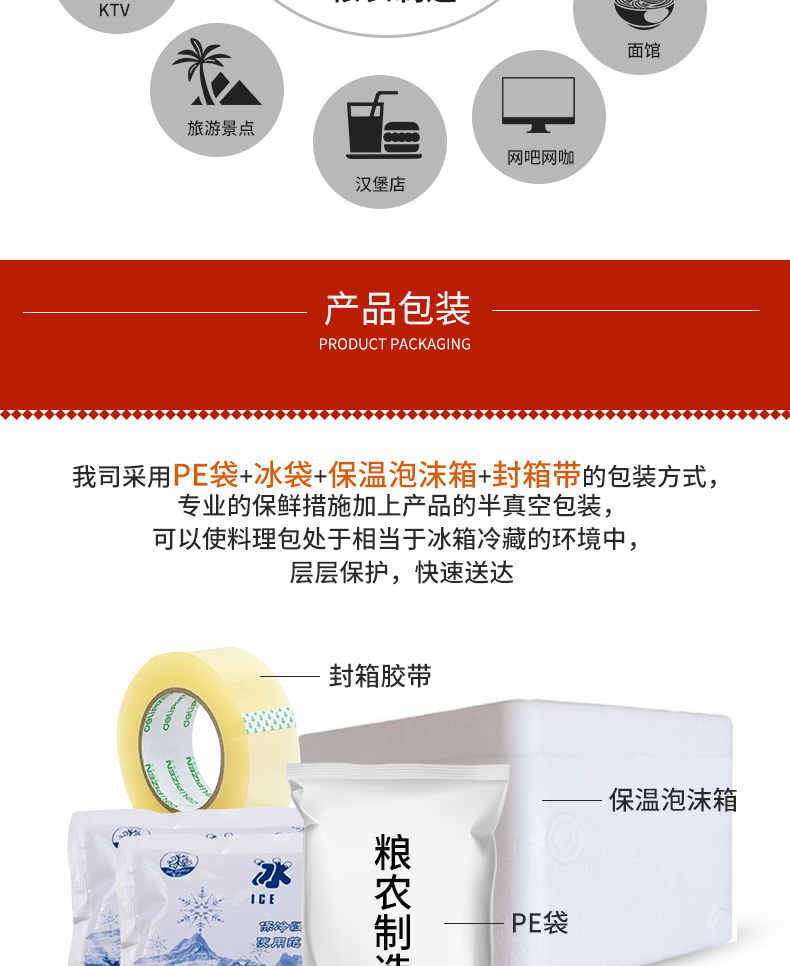 KTV
面馆
旅游景点
网吧网咖
汉堡店
产品包装
PRODUCT PACKAGING
我司采用PE袋+冰袋+保温泡沫箱+封箱带的包装方式，
专业的保鲜措施加上产品的半真空包装，
可以使料理包处于相当于冰箱冷藏的环境中，
层层保护，快速送达
封箱胶带
保温泡沫箱
粮农制
冰
ICE
PE袋